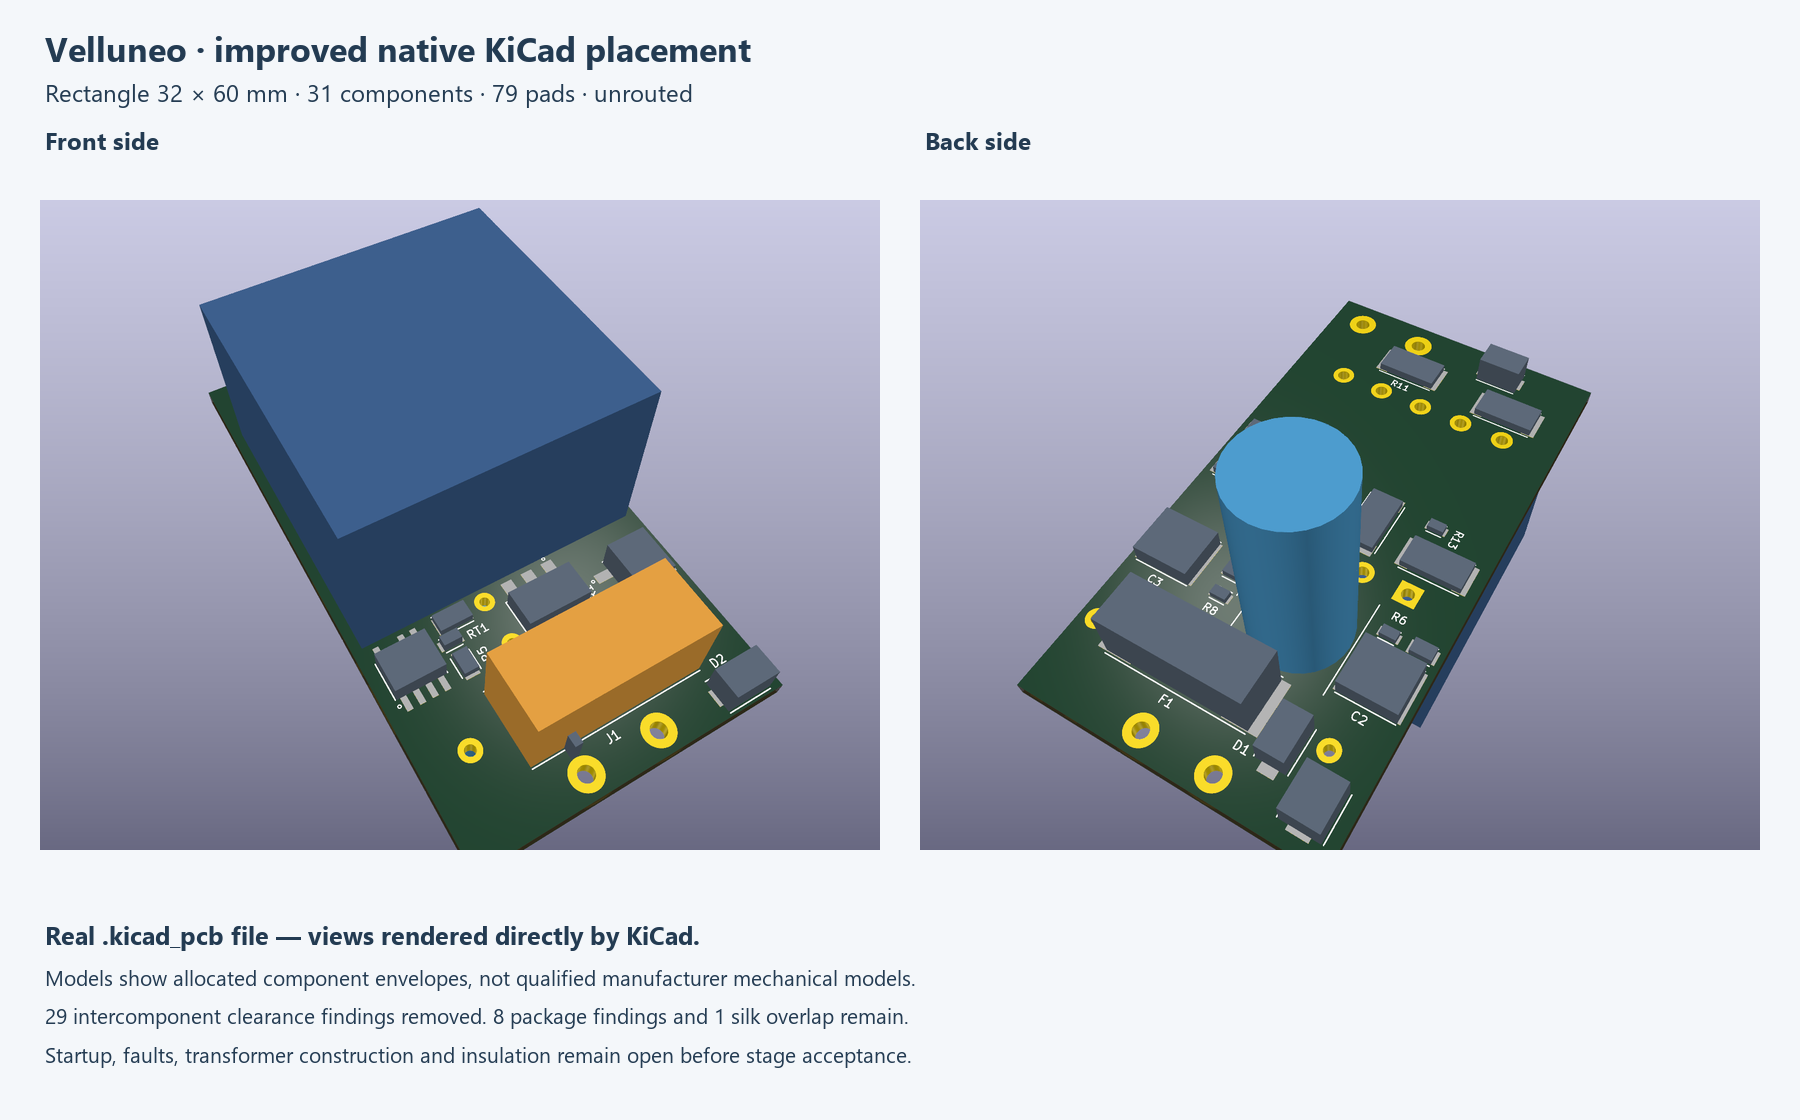 Velluneo · improved native KiCad placement
Rectangle 32 × 60 mm · 31 components · 79 pads · unrouted
Front side
Back side
RT1
D2
J1
R11
R13
C3
R8
R6
F1
C2
D1
Real .kicad_pcb file — views rendered directly by KiCad.
Models show allocated component envelopes, not qualified manufacturer mechanical models.
29 intercomponent clearance findings removed. 8 package findings and 1 silk overlap remain.
Startup, faults, transformer construction and insulation remain open before stage acceptance.